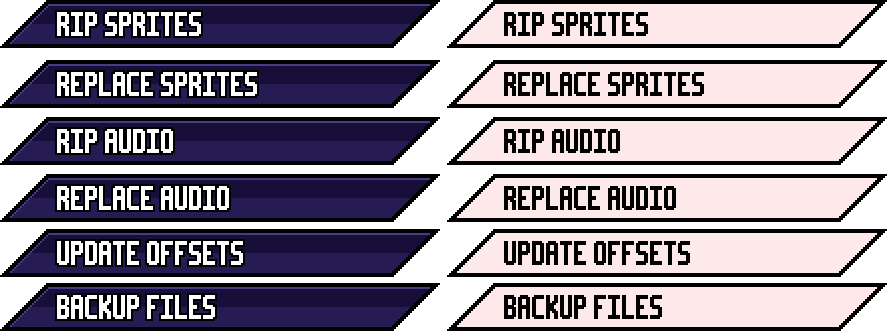 RIP SPRITES
RIP SPRITES
REPLACE SPRITES
REPLACE SPRITES
RIP AUDIO
RIP AUDIO
REPLACE AUDIO
REPLACE AUDIO
UPDATE OFFSETS
UPDATE OFFSETS
BACKUP FILES
BACKUP FILES